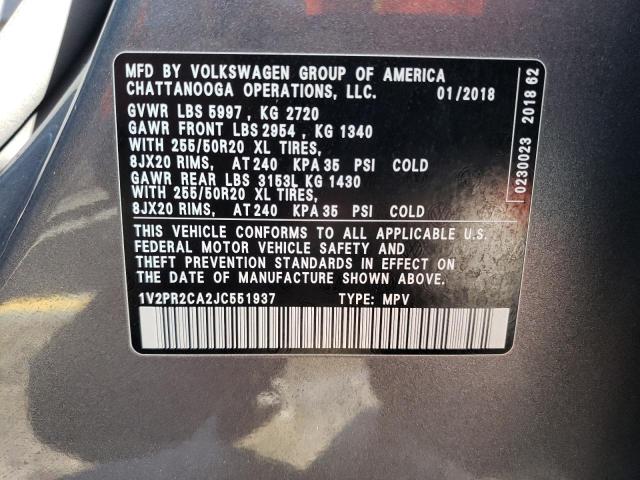 MFD BY VOLKSWAGEN GROUP OF AMERICA
CHATTANOOGA OPERATIONS, LLC. 01/2018
GVWR LBS 5997, KG 2720
GAWR FRONT LBS 2954, KG 1340
WITH 255/50R20 XL TIRES,
8JX20 RIMS, AT 240 KPA 35 PSI COLD
GAWR REAR LBS 3153L KG 1430
WITH 255/50R20 XL TIRES,
8JX20 RIMS, AT 240 KPA 35 PSI COLD
THIS VEHICLE CONFORMS TO ALL APPLICABLE U.S.
FEDERAL MOTOR VEHICLE SAFETY AND
THEFT PREVENTION STANDARDS IN EFFECT ON
THE DATE OF MANUFACTURE SHOWN ABOVE.
1V2PR2CA2JC551937 TYPE: MPV
0230023 2018 62